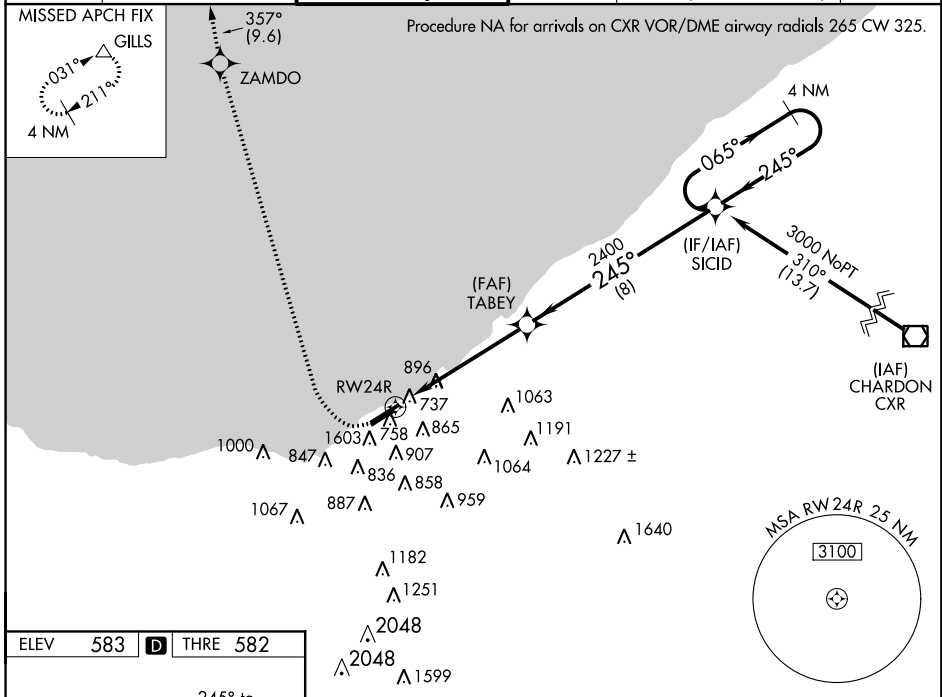 MISSED APCH FIX
GILLS
031°
211°
4 NM
357°
(9.6)
ZAMDO
Procedure NA for arrivals on CXR VOR/DME airway radials 265 CW 325.
4 NM
065°
245°
(IF/IAF)
SICID
3000 NoPT
310°
(13.7)
2400
245°
(8)
(FAF)
TABEY
(IAF)
CHARDON
CXR
896
RW24R
737
1063
758
865
1603
1191
1000
847
907
1064
1227 ±
836
858
887
959
1067
1640
1182
1251
2048
2048
1599
MSA RW24R 25 NM
3100
ELEV 583 D THRE 582